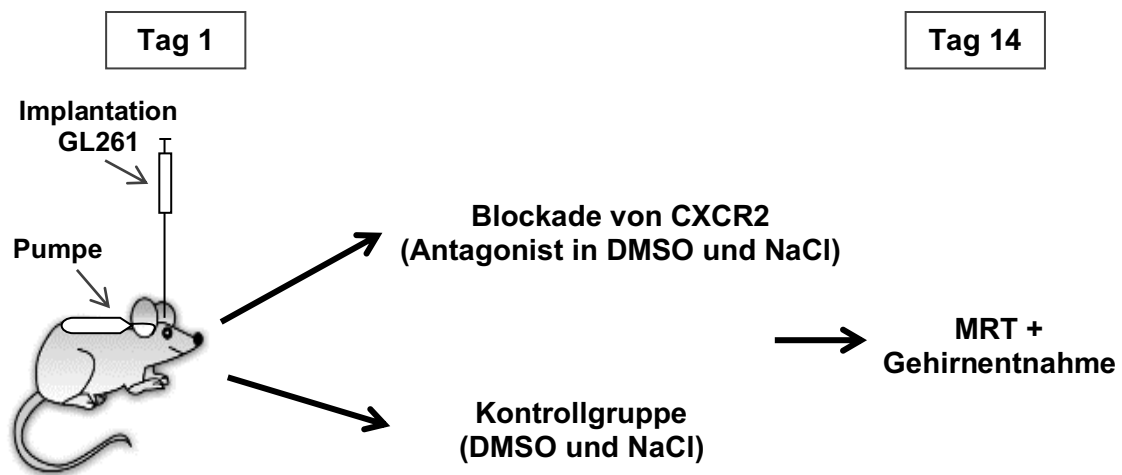 Tag 1
Tag 14
Implantation
GL261
Pumpe
Blockade von CXCR2
(Antagonist in DMSO und NaCl)
MRT +
Gehirnentnahme
Kontrollgruppe
(DMSO und NaCl)